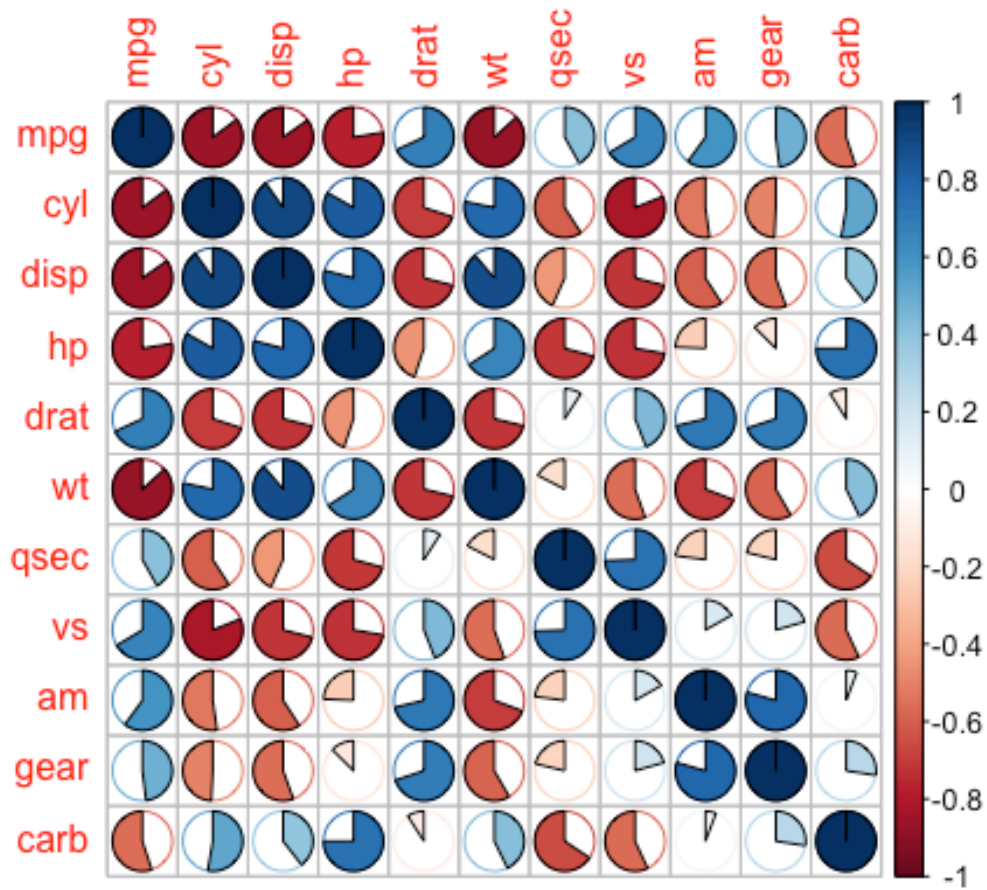 mpg cyl disp hp drat wt qsec vs am gear carb
mpg
cyl
disp
hp
drat
wt
qsec
vs
am
gear
carb
1
0.8
0.6
0.4
0.2
0
-0.2
-0.4
-0.6
-0.8
-1